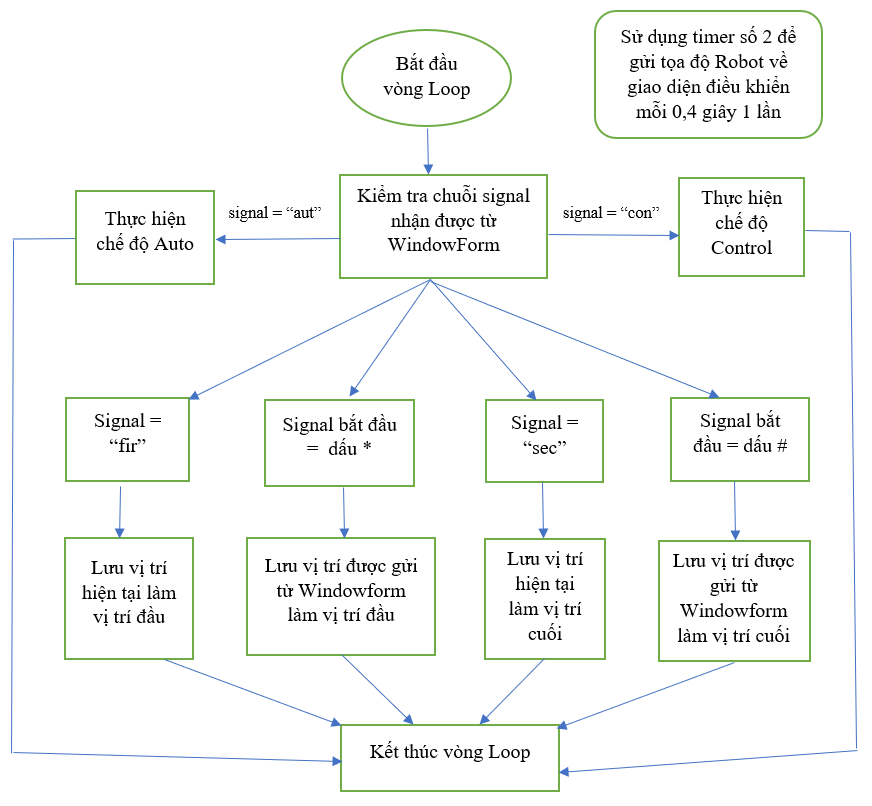 Bắt đầu
vòng Loop
Sử dụng timer số 2 để
gửi tọa độ Robot về
giao diện điều khiển
mỗi 0,4 giây 1 lần
Thực hiện
chế độ Auto
signal = “aut”
Kiểm tra chuỗi signal
nhận được từ
WindowForm
signal = “con”
Thực hiện
chế độ
Control
Signal =
“fir”
Signal bắt đầu
= dấu *
Signal =
“sec”
Signal bắt
đầu = dấu #
Lưu vị trí
hiện tại làm
vị trí đầu
Lưu vị trí được gửi
từ Windowform
làm vị trí đầu
Lưu vị trí
hiện tại
làm vị trí
cuối
Lưu vị trí được
gửi từ
Windowform
làm vị trí cuối
Kết thúc vòng Loop